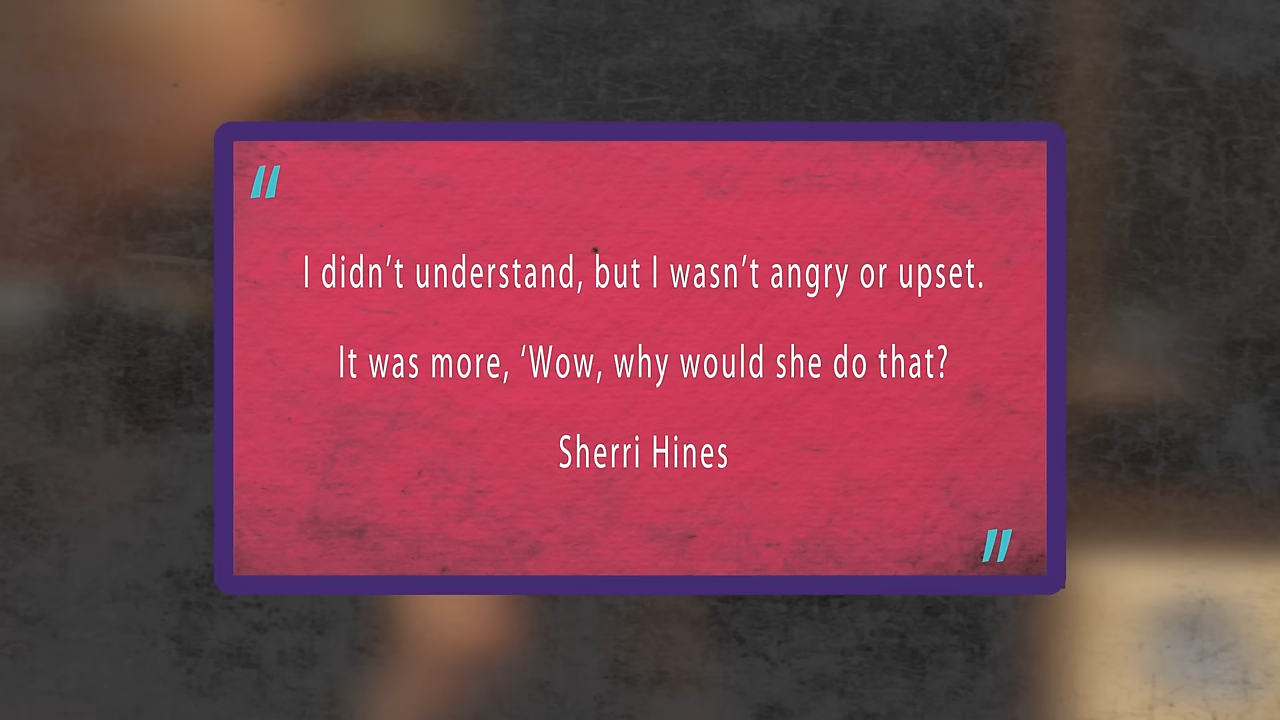 I didn’t understand, but I wasn’t angry or upset.
It was more, ‘Wow, why would she do that?
Sherri Hines